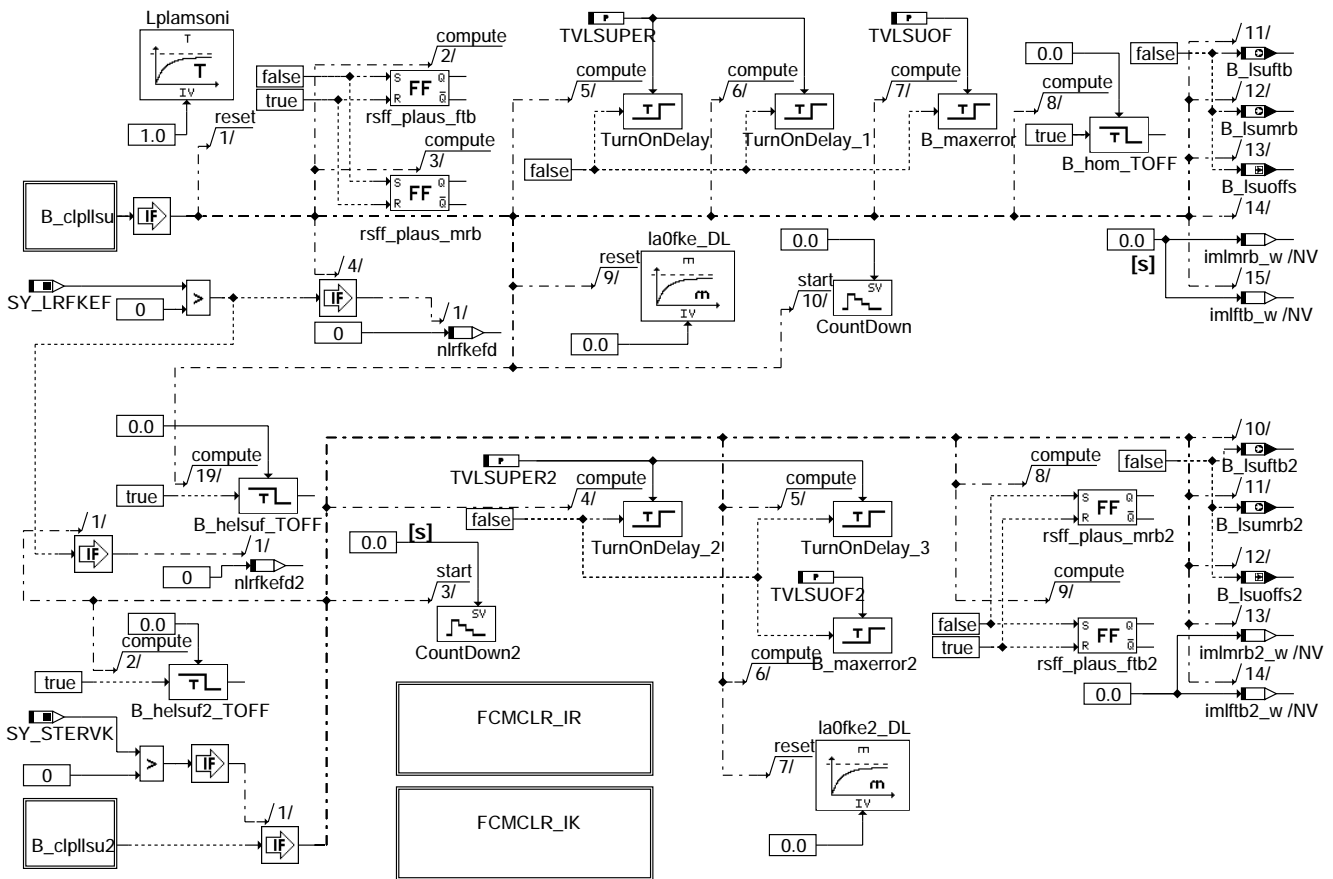 Lplamsoni
T
T
IV
1.0
reset
1/
compute
2/
false
true
S Q
FF
R Q
rsff_plaus_ftb
compute
3/
S Q
FF
R Q
rsff_plaus_mrb
P
TVLSUPER
compute
5/
T
TurnOnDelay
compute
6/
T
TurnOnDelay_1
false
P
TVLSUOF
compute
7/
T
B_maxerror
0.0
compute
8/
true
T
B_hom_TOFF
11/
false
B_lsuftb
12/
B_lsumrb
13/
B_lsuoffs
14/
0.0
[s]
imlmrb_w /NV
15/
imlftb_w /NV
B_clpllsu
IF
SY_LRFKEF
0
>
4/
IF
0
1/
nlrfkefd
reset
9/
la0fke_DL
m
m
IV
0.0
0.0
start
10/
SV
CountDown
0.0
compute
19/
true
T
B_helsuf_TOFF
1/
IF
1/
0
nlrfkefd2
0.0
compute
2/
true
T
B_helsuf2_TOFF
SY_STERVK
0
>
IF
1/
B_clpllsu2
IF
0.0
[s]
start
3/
SV
CountDown2
P
TVLSUPER2
compute
4/
false
T
TurnOnDelay_2
compute
5/
T
TurnOnDelay_3
P
TVLSUOF2
compute
6/
T
B_maxerror2
FCMCLR_IR
FCMCLR_IK
la0fke2_DL
reset
7/
m
m
IV
0.0
compute
8/
S Q
FF
R Q
rsff_plaus_mrb2
compute
9/
false
true
S Q
FF
R Q
rsff_plaus_ftb2
10/
false
B_lsuftb2
11/
B_lsumrb2
12/
B_lsuoffs2
13/
imlmrb2_w /NV
14/
0.0
imlftb2_w /NV